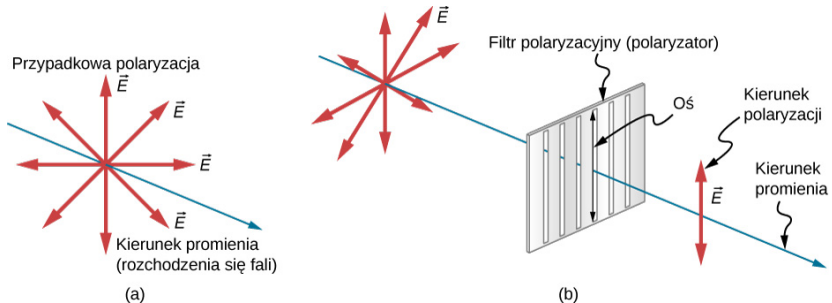 Przypadkowa polaryzacja
E
E
E
E
Kierunek promienia
(rozchodzenia się fali)
(a)
E
Filtr polaryzacyjny (polaryzator)
Oś
Kierunek
polaryzacji
Kierunek
promienia
E
(b)